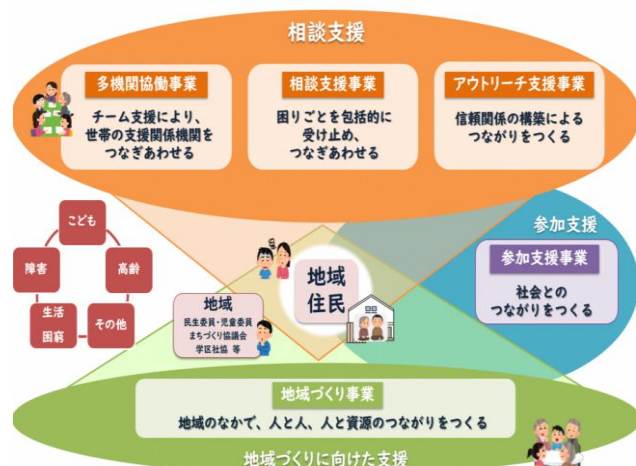 相談支援
多機関協働事業
チーム支援により、
世帯の支援関係機関を
つなぎあわせる
相談支援事業
困りごとを包括的に
受け止め、
つなぎあわせる
アウトリーチ支援事業
信頼関係の構築による
つながりをつくる
こども
障害
高齢
生活
困窮
その他
地域
民生委員・児童委員
まちづくり協議会
学区社協 等
地域
住民
参加支援
参加支援事業
社会との
つながりをつくる
地域づくり事業
地域のなかで、人と人、人と資源のつながりをつくる
地域づくりに向けた支援